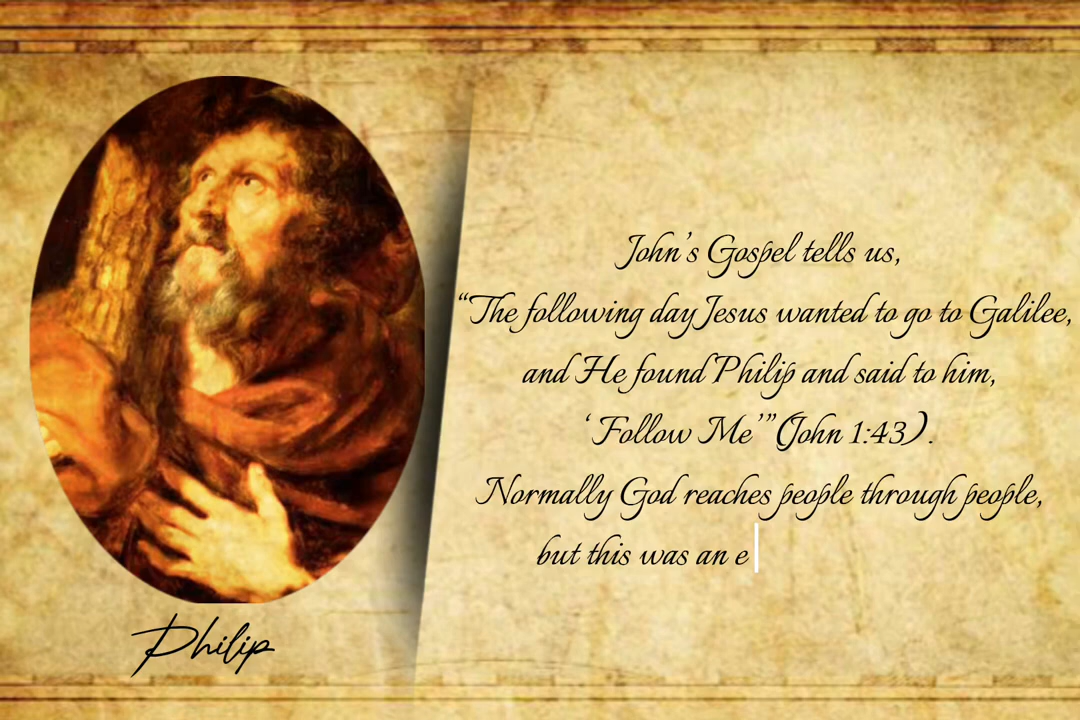 John's Gospel tells us,
"The following day Jesus wanted to go to Galilee,
and He found Philip and said to him,
'Follow Me'" (John 1:43).
Normally God reaches people through people,
but this was an e
Philip